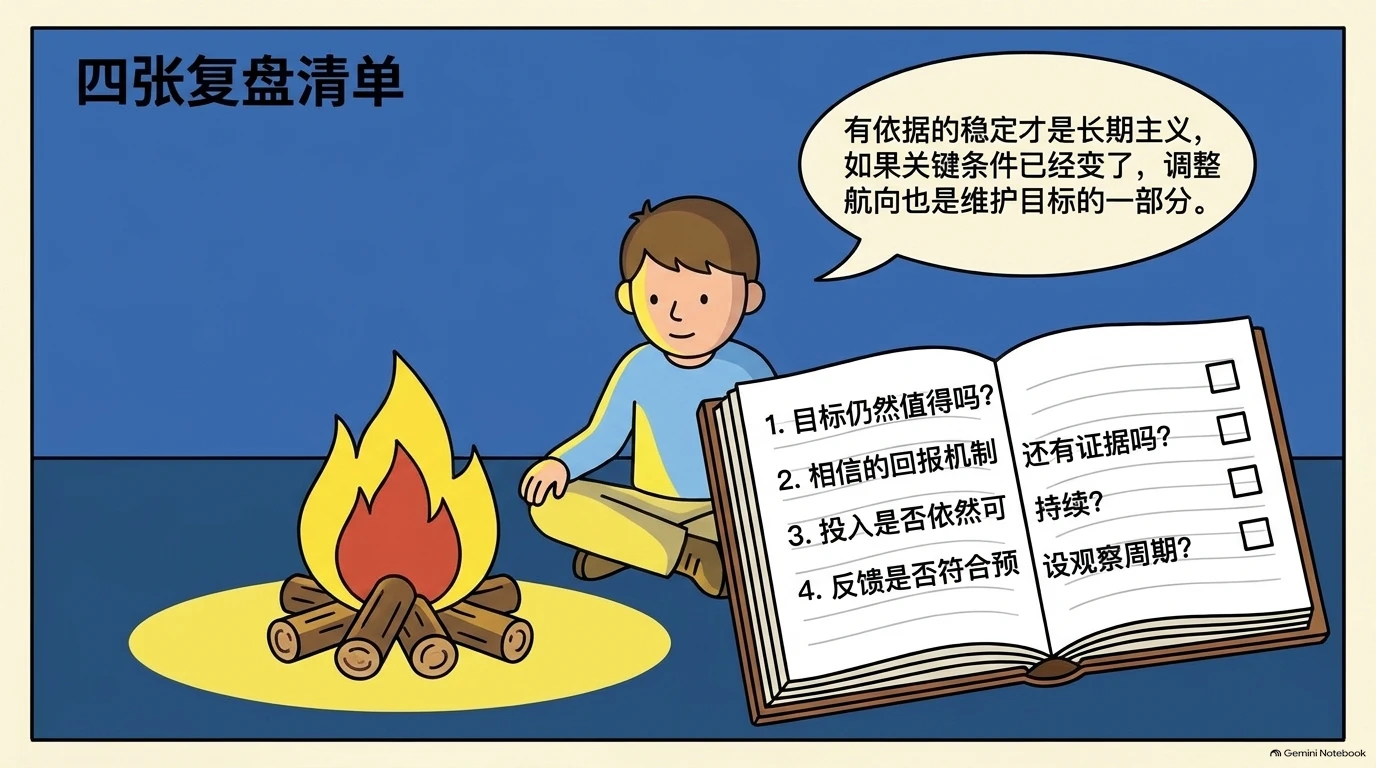 四张复盘清单
有依据的稳定才是长期主义，
如果关键条件已经变了，调整
航向也是维护目标的一部分。
1. 目标仍然值得吗？
2. 相信的回报机制 还有证据吗？
3. 投入是否依然可 持续？
4. 反馈是否符合预 设观察周期？
Gemini Notebook